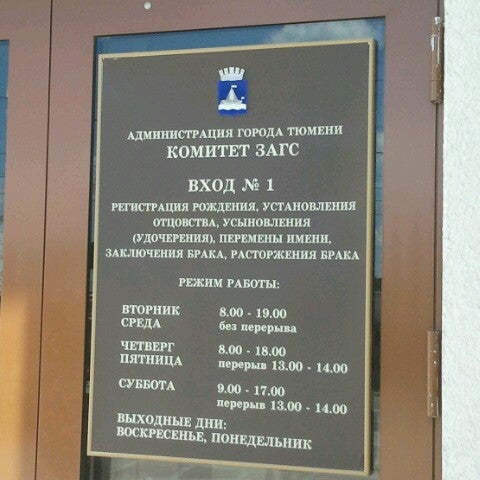 АДМИНИСТРАЦИЯ ГОРОДА ТЮМЕНИ
КОМИТЕТ ЗАГС
ВХОД № 1
РЕГИСТРАЦИЯ РОЖДЕНИЯ, УСТАНОВЛЕНИЯ
ОТЦОВСТВА, УСЫНОВЛЕНИЯ
(УДОЧЕРЕНИЯ), ПЕРЕМЕНЫ ИМЕНИ,
ЗАКЛЮЧЕНИЯ БРАКА, РАСТОРЖЕНИЯ БРАКА
РЕЖИМ РАБОТЫ:
ВТОРНИК 8.00 - 19.00
СРЕДА без перерыва
ЧЕТВЕРГ 8.00 - 18.00
ПЯТНИЦА перерыв 13.00 - 14.00
СУББОТА 9.00 - 17.00
перерыв 13.00 - 14.00
ВЫХОДНЫЕ ДНИ:
ВОСКРЕСЕНЬЕ, ПОНЕДЕЛЬНИК